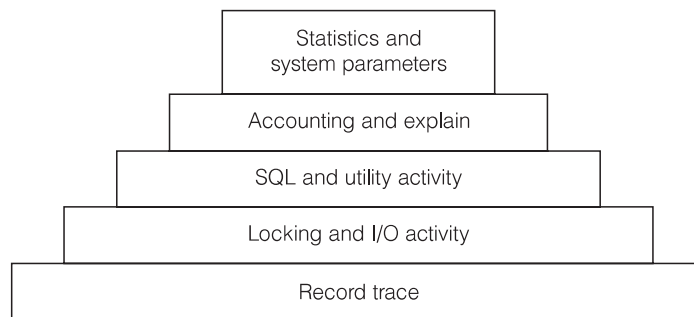 Statistics and
system parameters
Accounting and explain
SQL and utility activity
Locking and I/O activity
Record trace